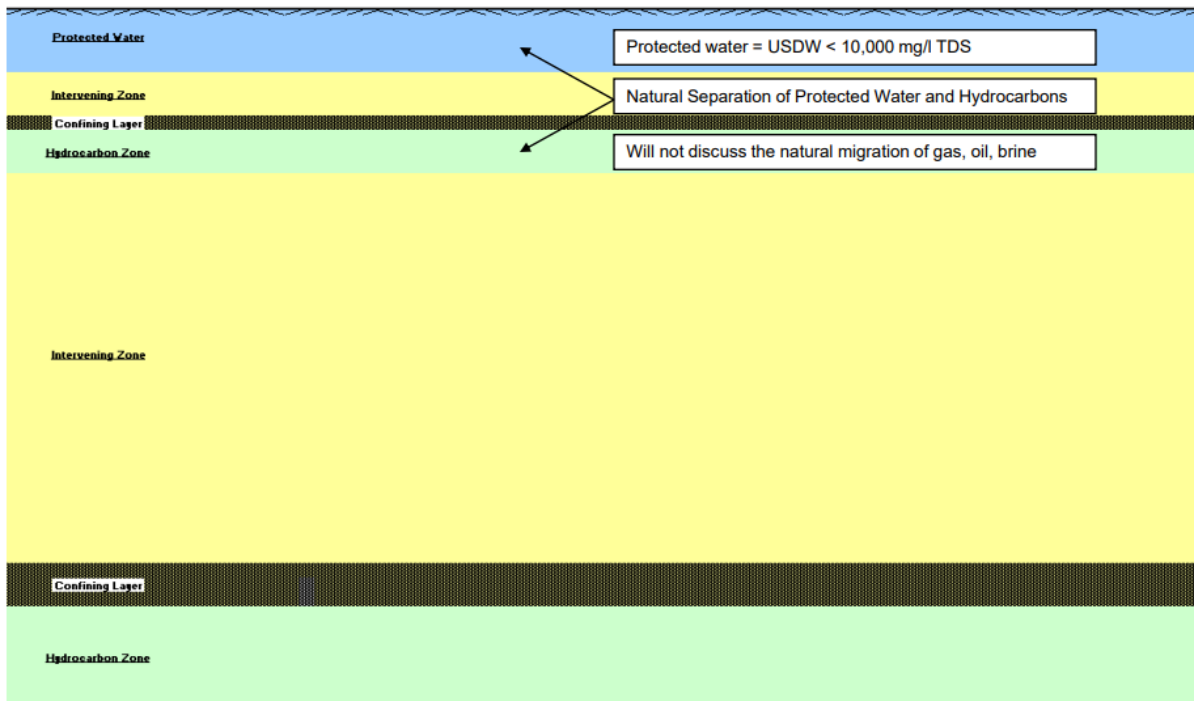 Protected Water
Protected water = USDW < 10,000 mg/l TDS
Intervening Zone
Natural Separation of Protected Water and Hydrocarbons
Confining Layer
Hydrocarbon Zone
Will not discuss the natural migration of gas, oil, brine
Intervening Zone
Confining Layer
Hydrocarbon Zone